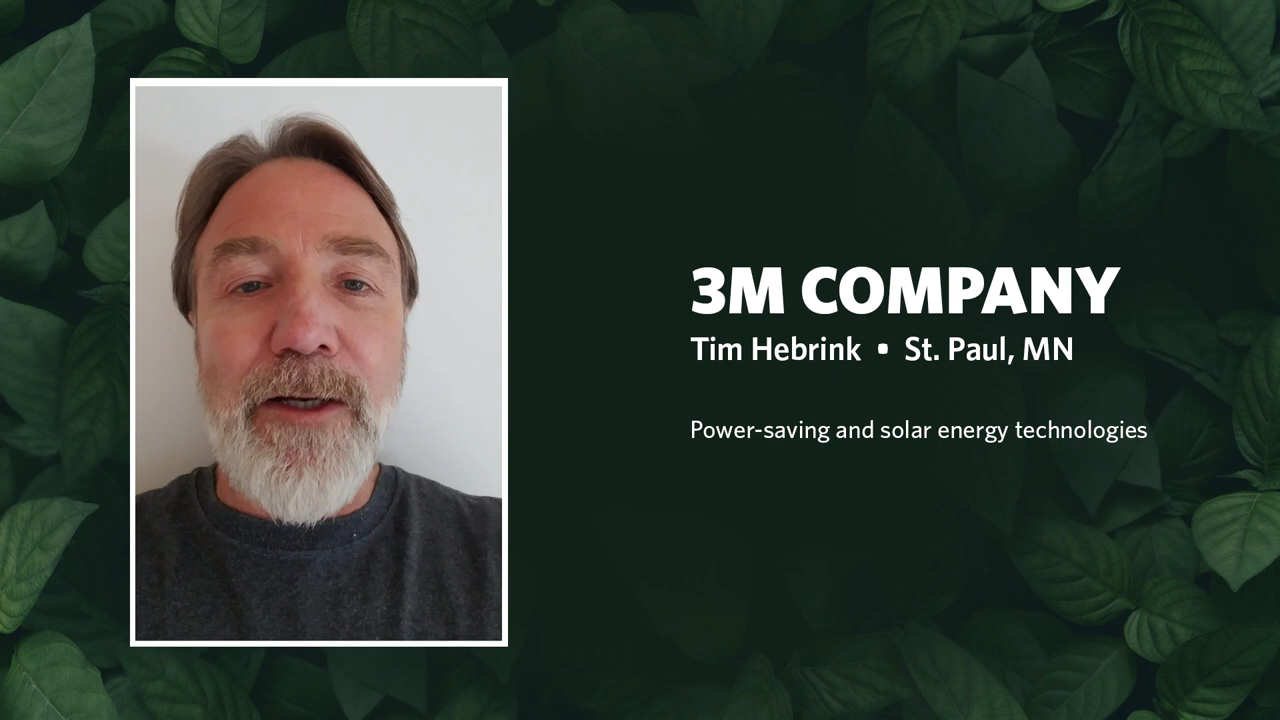 3M COMPANY
Tim Hebrink • St. Paul, MN
Power-saving and solar energy technologies